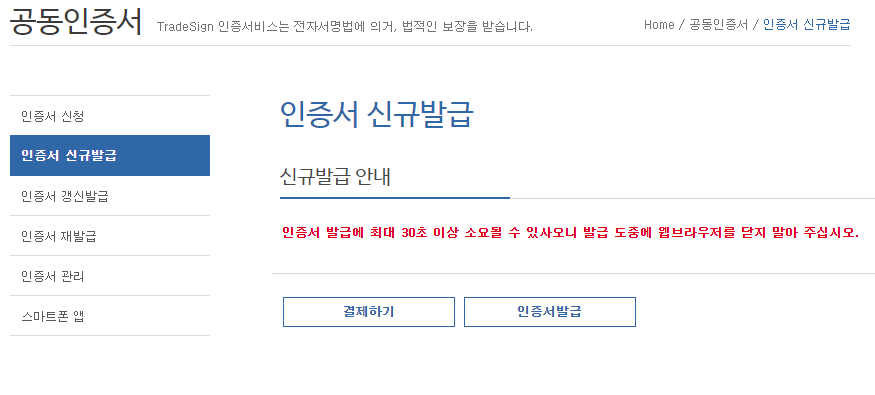 공동인증서 TradeSign 인증서비스는 전자서명법에 의거, 법적인 보장을 받습니다. Home / 공동인증서 / 인증서 신규발급
인증서 신청
인증서 신규발급
인증서 갱신발급
인증서 재발급
인증서 관리
스마트폰 앱
인증서 신규발급
신규발급 안내
인증서 발급에 최대 30초 이상 소요될 수 있사오니 발급 도중에 웹브라우저를 닫지 말아 주십시오.
결제하기 인증서발급